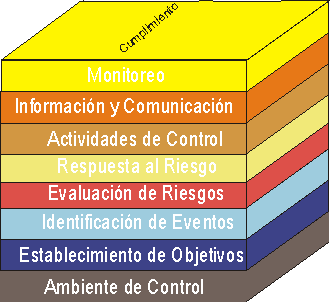 Cumplimiento
Monitoreo
Información y Comunicación
Actividades de Control
Respuesta al Riesgo
Evaluación de Riesgos
Identificación de Eventos
Establecimiento de Objetivos
Ambiente de Control